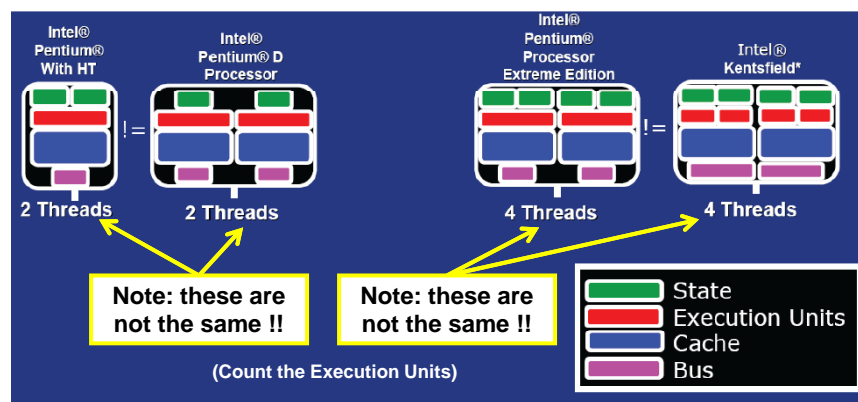 Intel®
Pentium®
With HT
Intel®
Pentium® D
Processor
Intel®
Pentium®
Processor
Extreme Edition
Intel®
Kentsfield*
!=
!=
2 Threads
2 Threads
4 Threads
4 Threads
Note: these are
not the same !!
Note: these are
not the same !!
State
Execution Units
Cache
Bus
(Count the Execution Units)